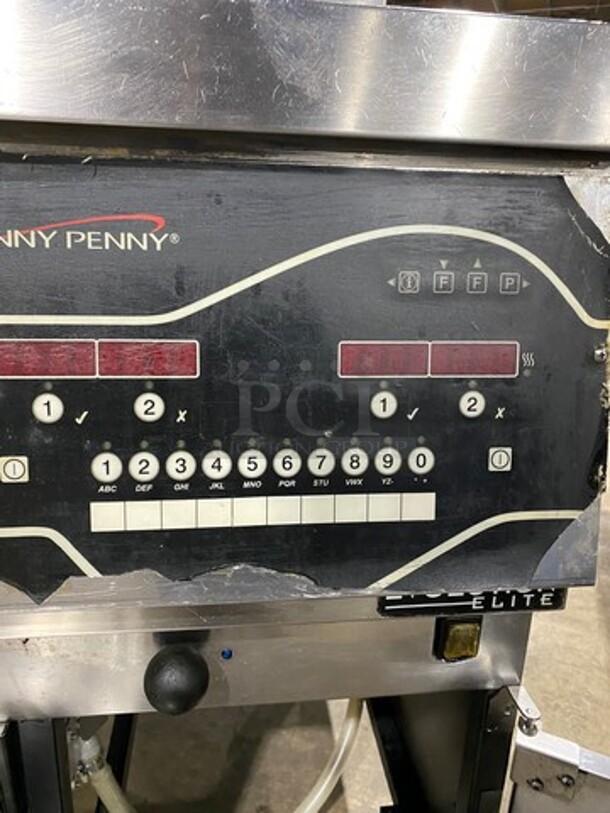 NNY PENNY®
i F F P
1 ✓ 2 ✗ 1 ✓ 2 ✗
1 2 3 4 5 6 7 8 9 0
ABC DEF GHI JKL MNO PQR STU VWX YZ- * +
PCI
ELITE